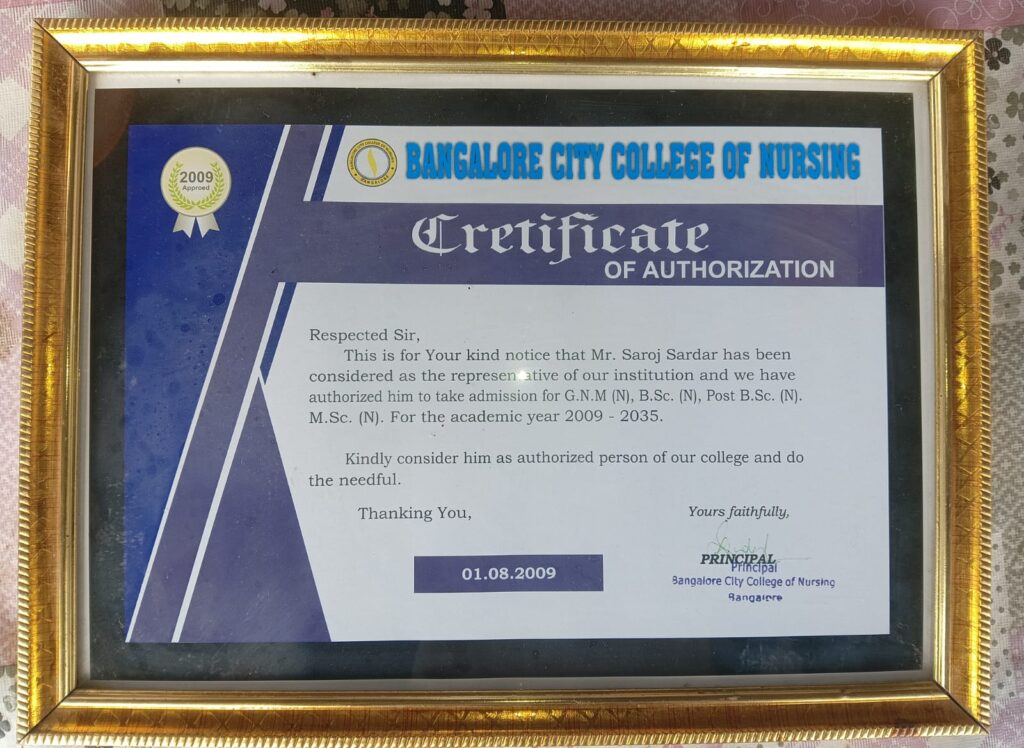 2009
Approed
BANGALORE CITY COLLEGE OF NURSING
BANGALORE
Cretificate
OF AUTHORIZATION
Respected Sir,
This is for Your kind notice that Mr. Saroj Sardar has been
considered as the representative of our institution and we have
authorized him to take admission for G.N.M (N), B.Sc. (N), Post B.Sc. (N).
M.Sc. (N). For the academic year 2009 - 2035.
Kindly consider him as authorized person of our college and do
the needful.
Thanking You,
Yours faithfully,
PRINCIPAL
Principal
Bangalore City College of Nursing
Bangalore
01.08.2009